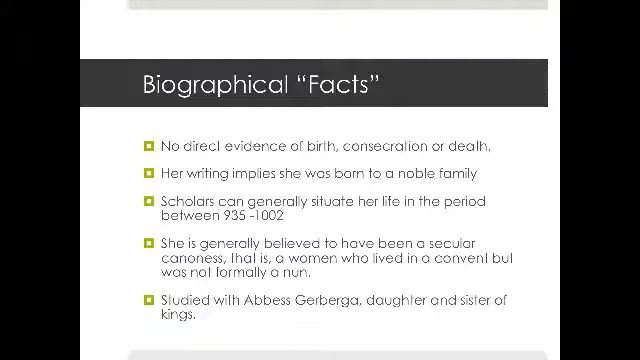 Biographical “Facts”
No direct evidence of birth, consecration or death.
Her writing implies she was born to a noble family
Scholars can generally situate her life in the period
between 935 -1002
She is generally believed to have been a secular
canoness, that is, a women who lived in a convent but
was not formally a nun.
Studied with Abbess Gerberga, daughter and sister of
kings.